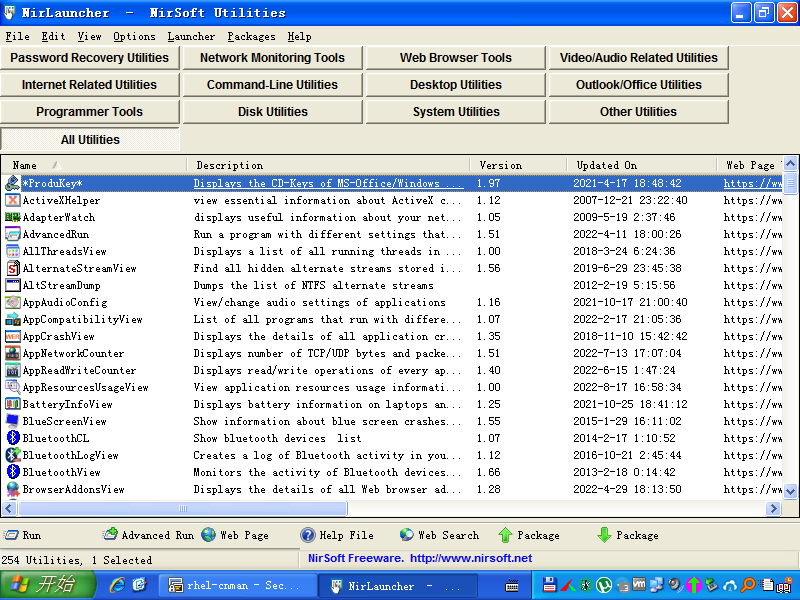 NirLauncher  -  NirSoft Utilities
File Edit View Options Launcher Packages Help
Password Recovery Utilities Network Monitoring Tools Web Browser Tools Video/Audio Related Utilities
Internet Related Utilities Command-Line Utilities Desktop Utilities Outlook/Office Utilities
Programmer Tools Disk Utilities System Utilities Other Utilities
All Utilities
Name Description Version Updated On Web Page
*ProduKey* Displays the CD-Keys of MS-Office/Windows ... 1.97 2021-4-17 18:48:42 https://ww
ActiveXHelper view essential information about ActiveX c... 1.12 2007-12-21 23:22:40 https://ww
AdapterWatch displays useful information about your net... 1.05 2009-5-19 2:37:46 https://ww
AdvancedRun Run a program with different settings that... 1.51 2022-4-11 18:00:26 https://ww
AllThreadsView Displays a list of all running threads in ... 1.00 2018-3-24 6:24:36 https://ww
AlternateStreamView Find all hidden alternate streams stored i... 1.56 2019-6-29 23:45:38 https://ww
AltStreamDump Dumps the list of NTFS alternate streams 2012-2-19 5:15:56 https://ww
AppAudioConfig View/change audio settings of applications 1.16 2021-10-17 21:00:40 https://ww
AppCompatibilityView List of all programs that run with differe... 1.07 2022-2-17 21:05:36 https://ww
AppCrashView Displays the details of all application cr... 1.35 2018-11-10 15:42:42 https://ww
AppNetworkCounter Displays number of TCP/UDP bytes and packe... 1.51 2022-7-13 17:07:04 https://ww
AppReadWriteCounter Displays read/write operations of every ap... 1.40 2022-6-15 1:47:24 https://ww
AppResourcesUsageView View application resources usage informati... 1.00 2022-8-17 16:58:34 https://ww
BatteryInfoView Displays battery information on laptops an... 1.25 2021-10-25 18:41:12 https://ww
BlueScreenView Show information about blue screen crashes... 1.55 2015-1-29 16:11:02 https://ww
BluetoothCL Show bluetooth devices  list 1.07 2014-2-17 1:10:52 https://ww
BluetoothLogView Creates a log of Bluetooth activity in you... 1.12 2016-10-21 2:45:44 https://ww
BluetoothView Monitors the activity of Bluetooth devices... 1.66 2013-2-18 0:14:42 https://ww
BrowserAddonsView Displays the details of all Web browser ad... 1.28 2022-4-29 18:13:50 https://ww
Run Advanced Run Web Page Help File Web Search Package Package
254 Utilities, 1 Selected NirSoft Freeware.  http://www.nirsoft.net
开始 rhel-cnman - Sec... NirLauncher  - ...